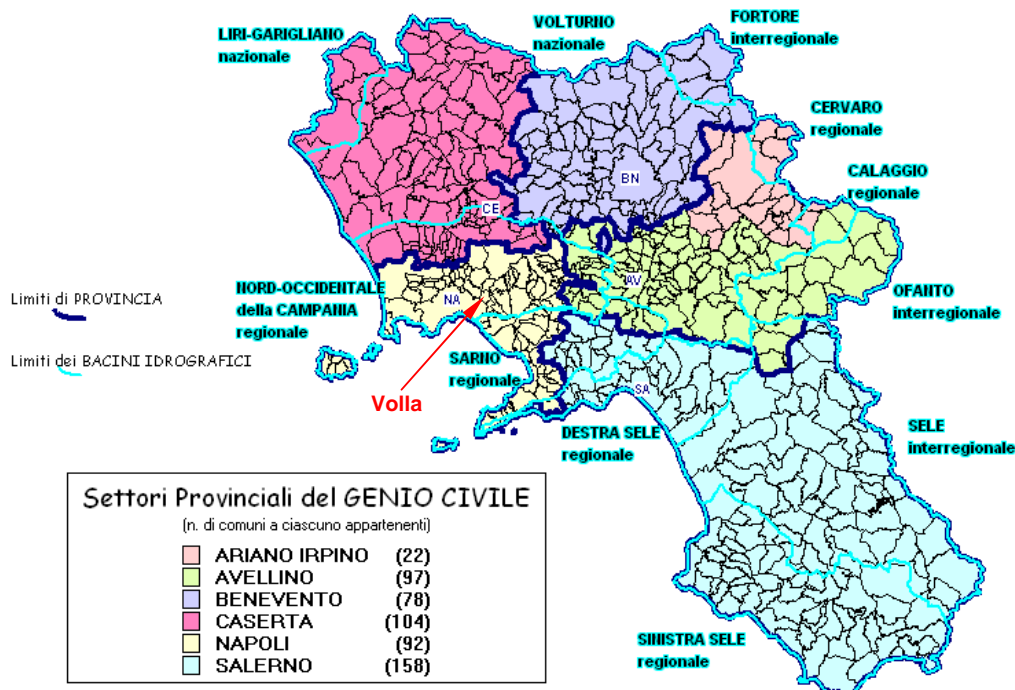 LIRI-GARIGLIANO
nazionale
VOLTURNO
nazionale
FORTORE
interregionale
CERVARO
regionale
CALAGGIO
regionale
BN
CE
NORD-OCCIDENTALE
della CAMPANIA
regionale
NA
AV
OFANTO
interregionale
Limiti di PROVINCIA
Limiti dei BACINI IDROGRAFICI
SARNO
regionale
Volla
SA
DESTRA SELE
regionale
SELE
interregionale
SINISTRA SELE
regionale
Settori Provinciali del GENIO CIVILE
(n. di comuni a ciascuno appartenenti)
ARIANO IRPINO (22)
AVELLINO (97)
BENEVENTO (78)
CASERTA (104)
NAPOLI (92)
SALERNO (158)